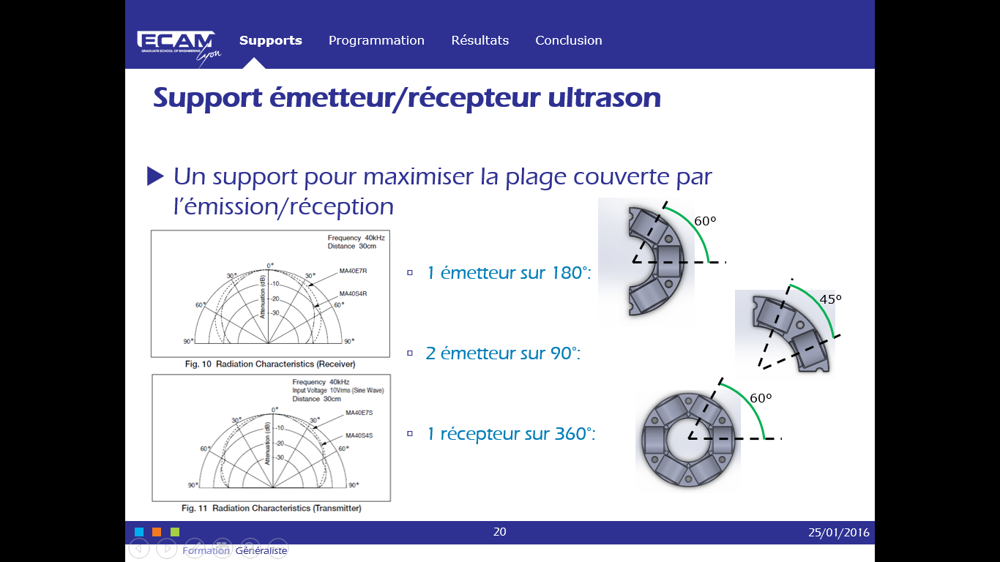 ECAM
GRADUATE SCHOOL OF ENGINEERING
Lyon
Supports Programmation Résultats Conclusion
Support émetteur/récepteur ultrason
Un support pour maximiser la plage couverte par
l’émission/réception
Frequency 40kHz
Distance 30cm
0°
MA40E7R
30° 30°
-10
MA40S4R
-20
60° 60°
-30
Attenuation (dB)
90° 90°
Fig. 10 Radiation Characteristics (Receiver)
Frequency 40kHz
Input Voltage 10Vrms (Sine Wave)
Distance 30cm
0°
MA40E7S
30° 30°
-10
MA40S4S
-20
60° 60°
-30
Attenuation (dB)
90° 90°
Fig. 11 Radiation Characteristics (Transmitter)
1 émetteur sur 180°:
60°
2 émetteur sur 90°:
45°
1 récepteur sur 360°:
60°
20
25/01/2016
Formation Généraliste